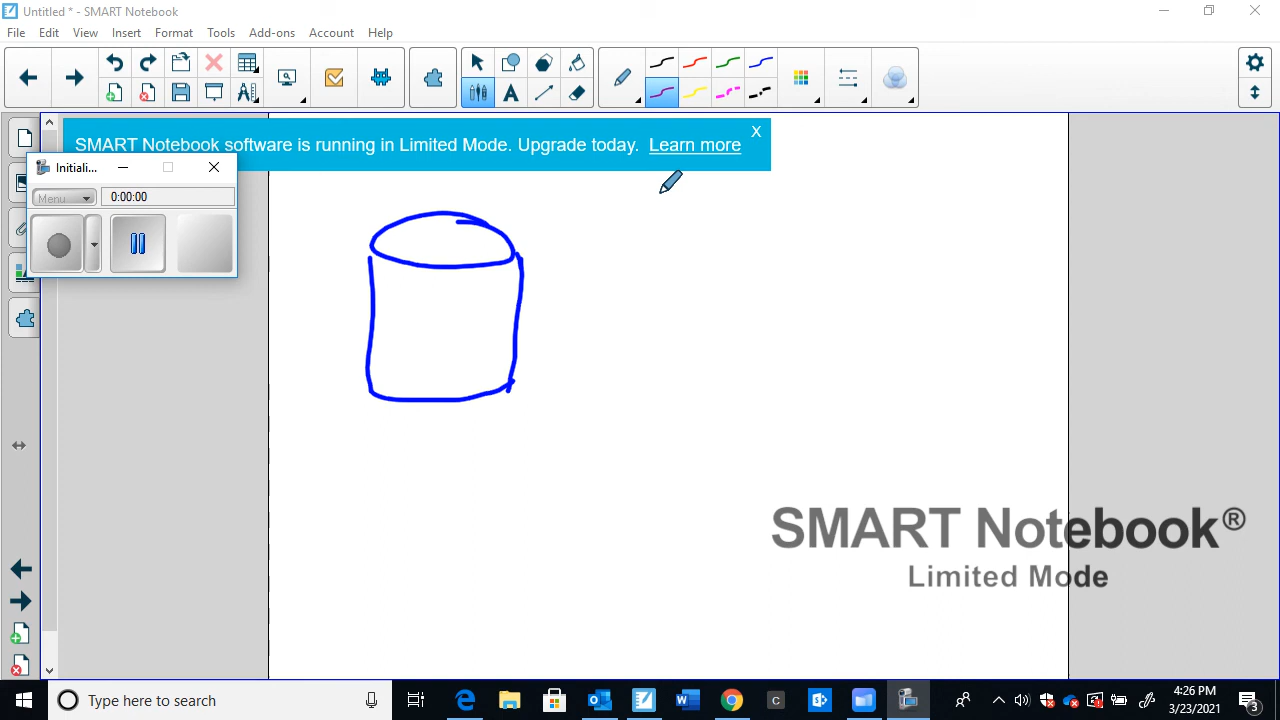 Untitled * - SMART Notebook
File Edit View Insert Format Tools Add-ons Account Help
SMART Notebook software is running in Limited Mode. Upgrade today. Learn more X
Initiali...
Menu 0:00:00
SMART Notebook®
Limited Mode
Type here to search
4:26 PM
3/23/2021
3